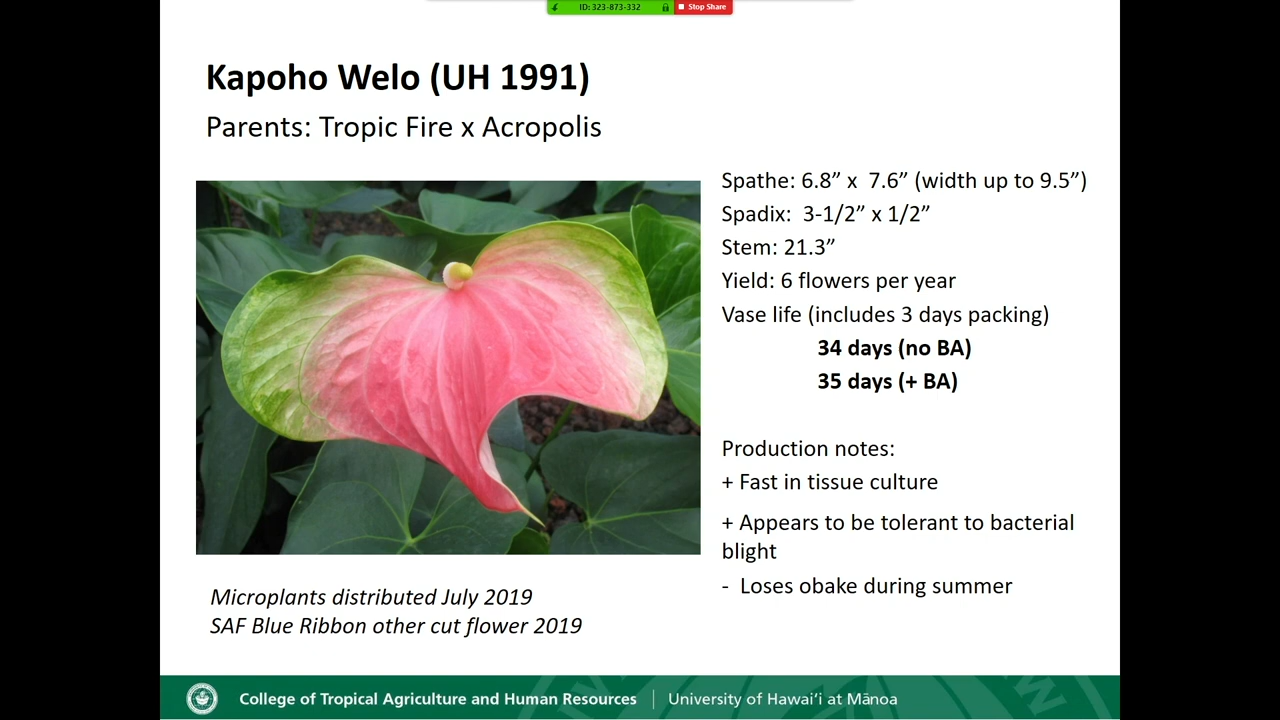 ID: 323-873-332
Stop Share
Kapoho Welo (UH 1991)
Parents: Tropic Fire x Acropolis
Spathe: 6.8” x  7.6” (width up to 9.5”)
Spadix:  3-1/2” x 1/2”
Stem: 21.3”
Yield: 6 flowers per year
Vase life (includes 3 days packing)
34 days (no BA)
35 days (+ BA)
Production notes:
+ Fast in tissue culture
+ Appears to be tolerant to bacterial
blight
-  Loses obake during summer
Microplants distributed July 2019
SAF Blue Ribbon other cut flower 2019
College of Tropical Agriculture and Human Resources | University of Hawai‘i at Mānoa